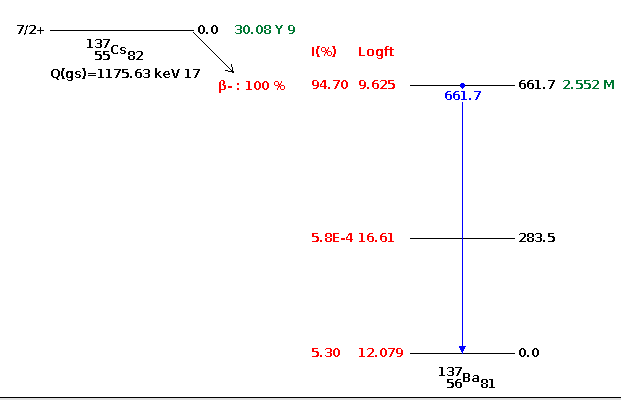 7/2+ 0.0 30.08 Y 9
137
55Cs82
Q(gs)=1175.63 keV 17
β- : 100 %
I(%) Logft
94.70 9.625 661.7 2.552 M
661.7
5.8E-4 16.61 283.5
5.30 12.079 0.0
137
56Ba81